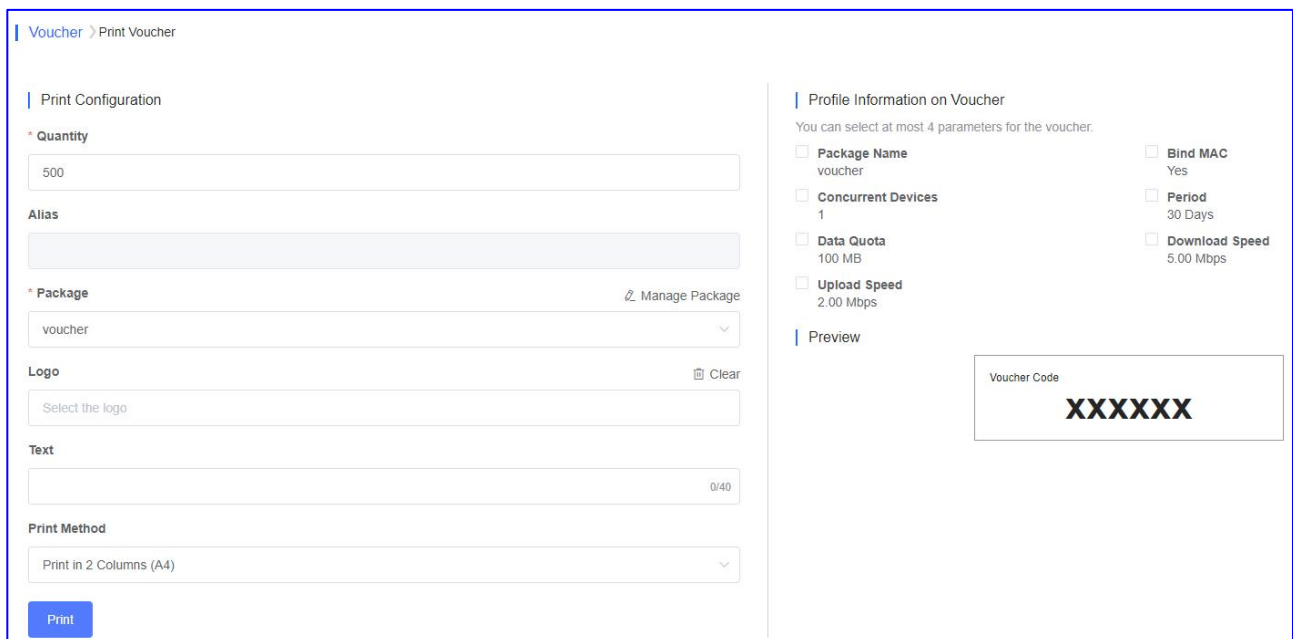 Voucher > Print Voucher
Print Configuration
* Quantity
500
Alias
* Package
Manage Package
voucher
Logo
Clear
Select the logo
Text
0/40
Print Method
Print in 2 Columns (A4)
Print
Profile Information on Voucher
You can select at most 4 parameters for the voucher.
Package Name
voucher
Bind MAC
Yes
Concurrent Devices
1
Period
30 Days
Data Quota
100 MB
Download Speed
5.00 Mbps
Upload Speed
2.00 Mbps
Preview
Voucher Code
XXXXXX